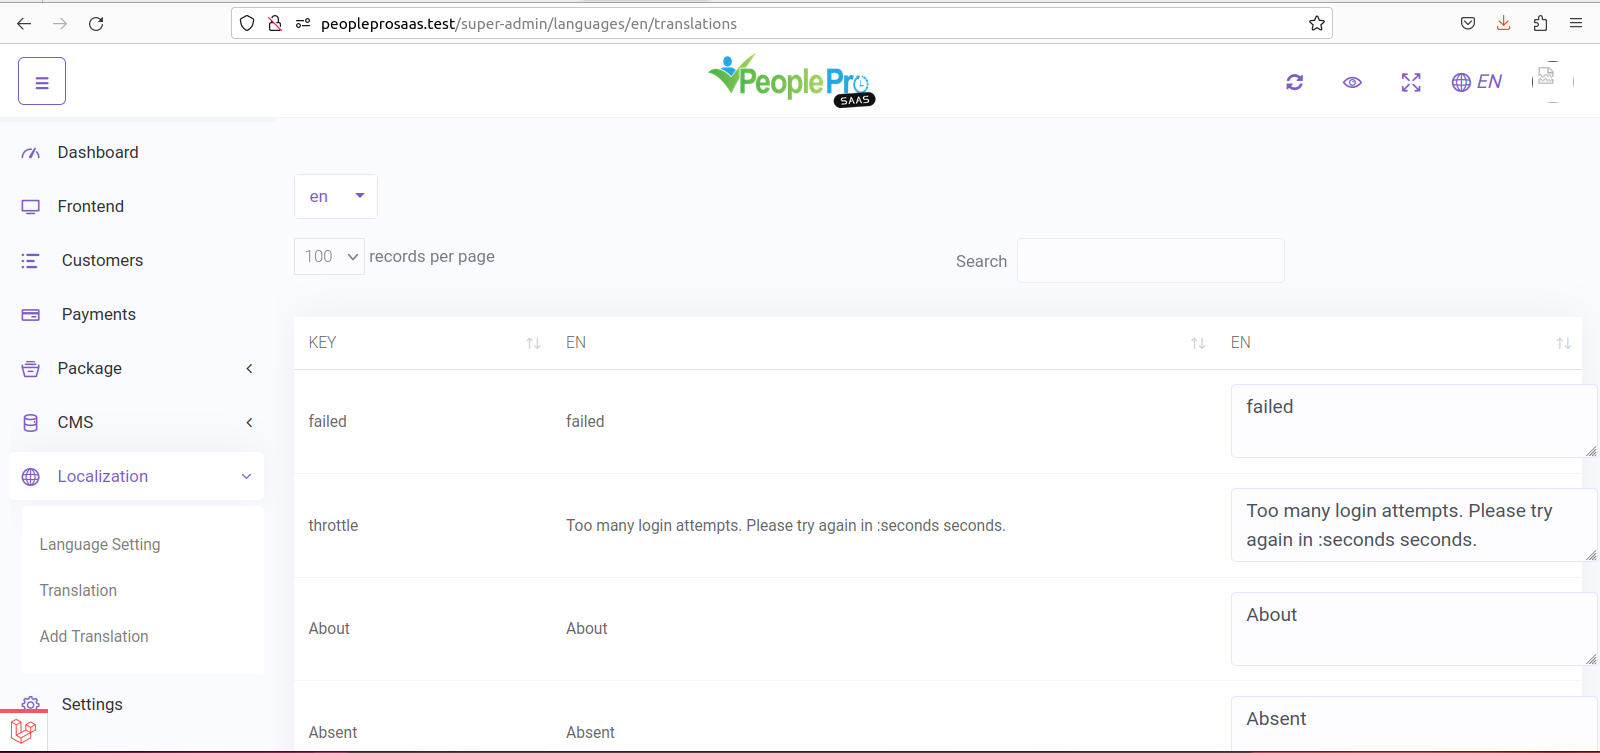 peopleprosaas.test/super-admin/languages/en/translations
People Pro
SAAS
EN
Dashboard
Frontend
Customers
Payments
Package
CMS
Localization
Language Setting
Translation
Add Translation
Settings
en
100 records per page
Search
KEY EN EN
failed failed failed
throttle Too many login attempts. Please try again in :seconds seconds. Too many login attempts. Please try
again in :seconds seconds.
About About About
Absent Absent Absent